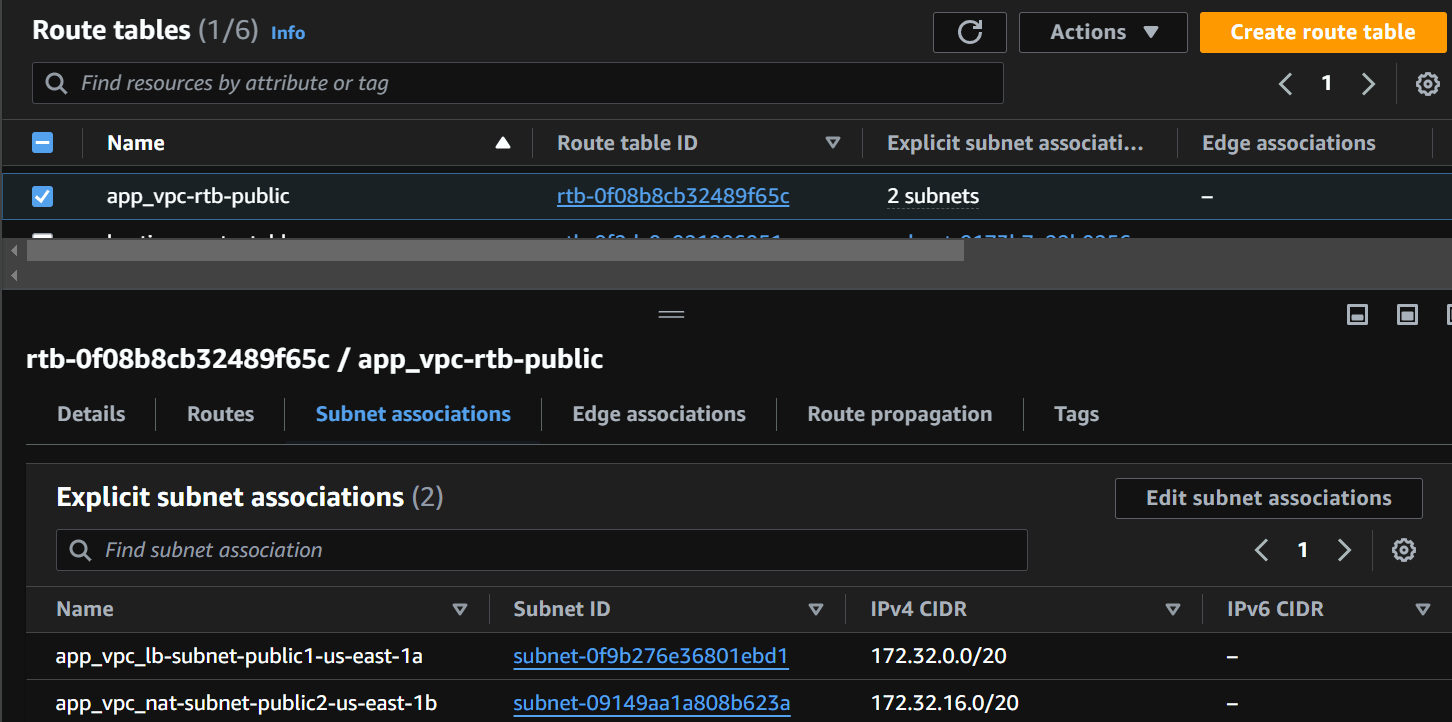 Route tables (1/6) Info
Actions
Create route table
Find resources by attribute or tag
1
Name Route table ID Explicit subnet associati... Edge associations
app_vpc-rtb-public rtb-0f08b8cb32489f65c 2 subnets –
rtb-0f08b8cb32489f65c / app_vpc-rtb-public
Details Routes Subnet associations Edge associations Route propagation Tags
Explicit subnet associations (2)
Edit subnet associations
Find subnet association
1
Name Subnet ID IPv4 CIDR IPv6 CIDR
app_vpc_lb-subnet-public1-us-east-1a subnet-0f9b276e36801ebd1 172.32.0.0/20 –
app_vpc_nat-subnet-public2-us-east-1b subnet-09149aa1a808b623a 172.32.16.0/20 –